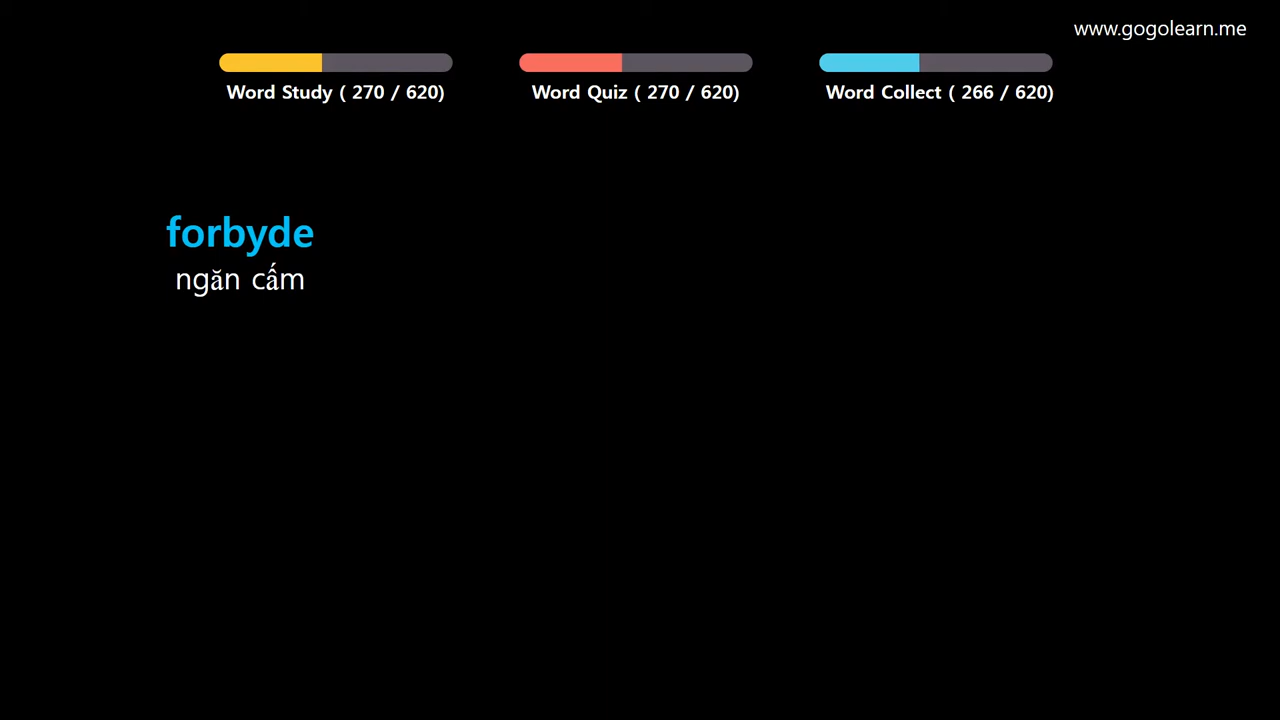 www.gogolearn.me
Word Study ( 270 / 620)
Word Quiz ( 270 / 620)
Word Collect ( 266 / 620)
forbyde
ngăn cấm